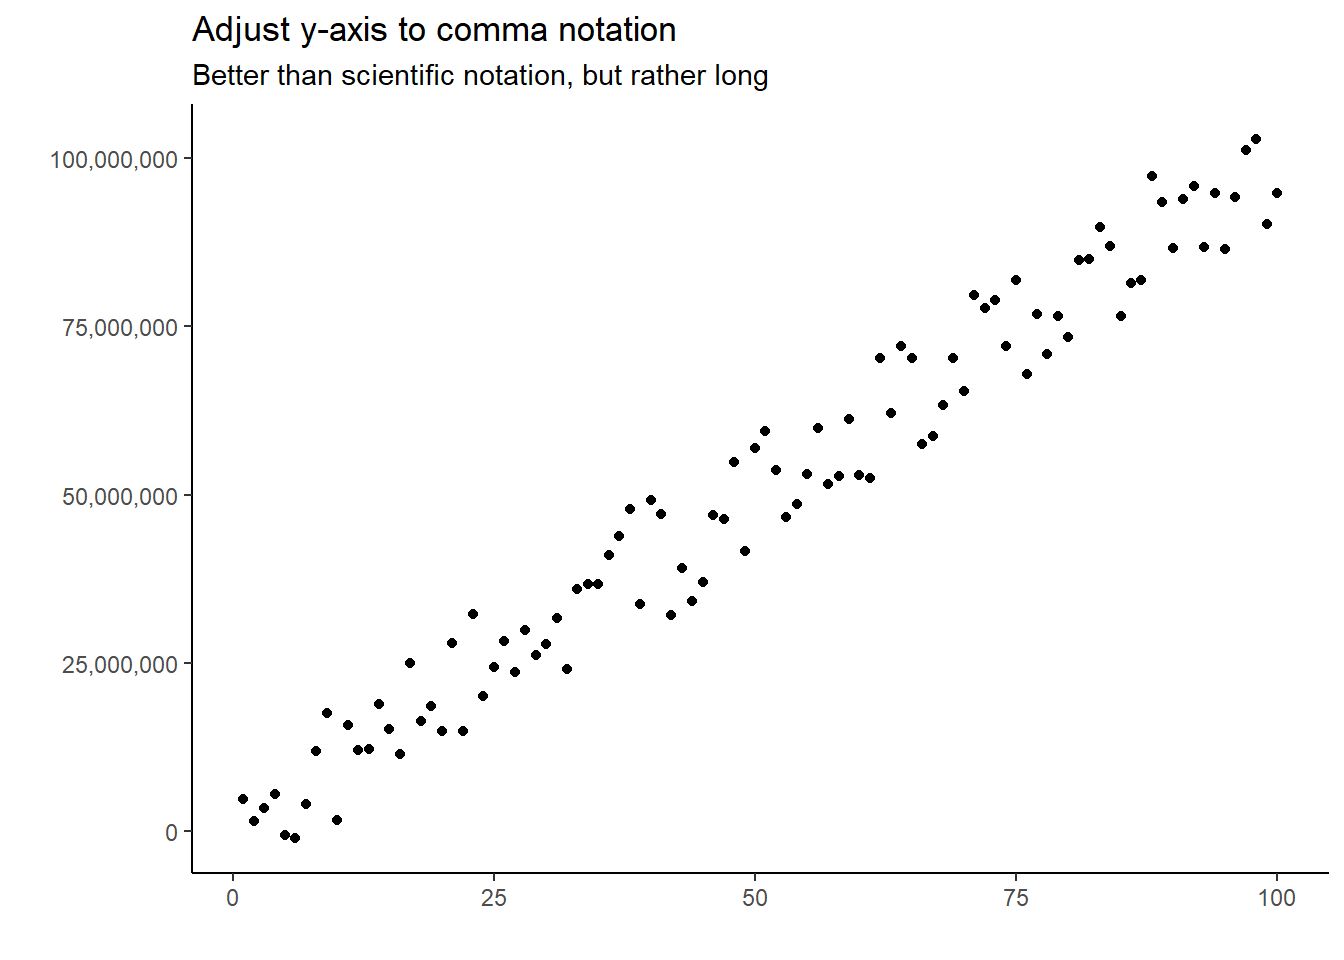 Adjust y-axis to comma notation
Better than scientific notation, but rather long
100,000,000
75,000,000
50,000,000
25,000,000
0
0 25 50 75 100